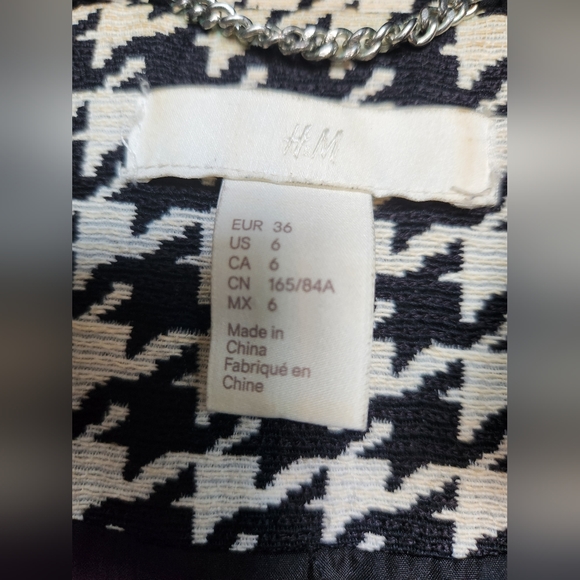 H&M
EUR 36
US 6
CA 6
CN 165/84A
MX 6
Made in
China
Fabriqué en
Chine